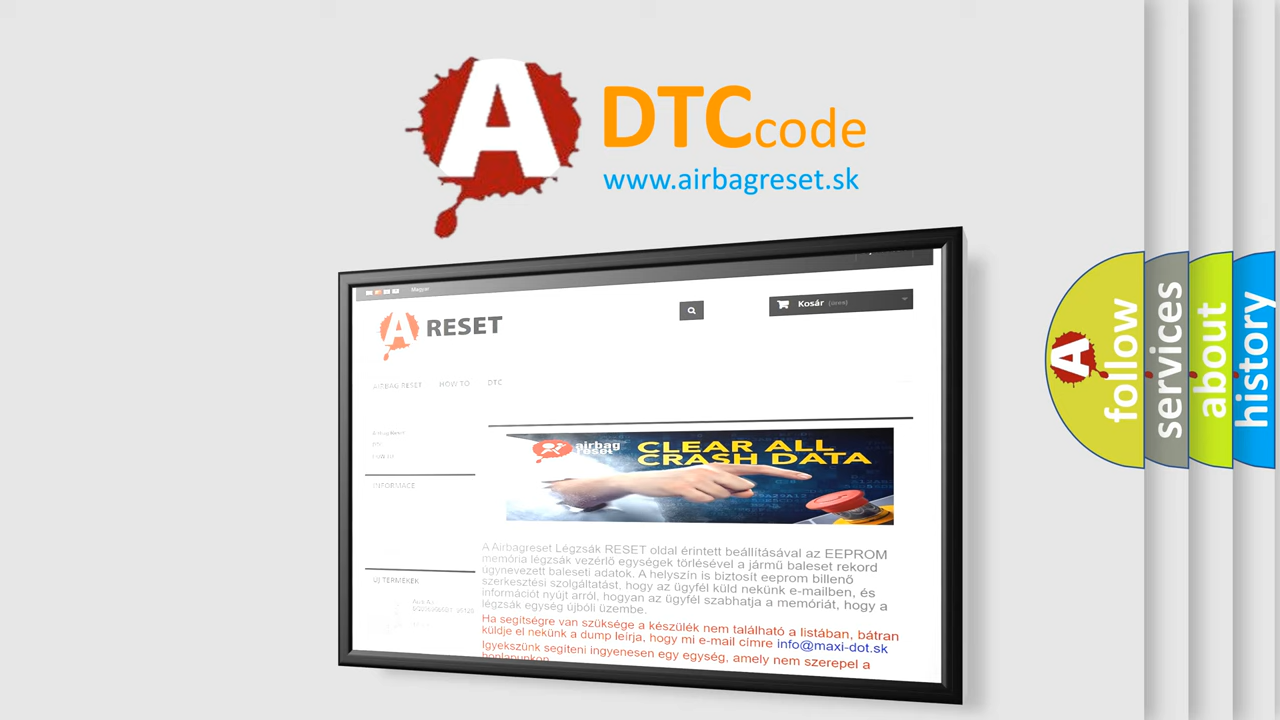 A DTC code
www.airbagreset.sk
Magyar
A RESET
Kosár
AIRBAG RESET HOW TO DTC
INFORMACE
airbag
reset
CLEAR ALL
CRASH DATA
ÚJ TERMÉKEK
A Airbagreset Légzsák RESET oldal érintett beállításával az EEPROM
memória légzsák vezérlő egységek törlésével a jármű baleset rekord
úgynevezett baleseti adatok. A helyszín is biztosít eeprom billenő
szerkesztési szolgáltatást, hogy az ügyfél küld nekünk e-mailben, és
információt nyújt arról, hogyan az ügyfél szabhatja a memóriát, hogy a
légzsák egység újbóli üzembe.
Ha segítségre van szüksége a készülék nem található a listában, bátran
küldje el nekünk a dump leírja, hogy mi e-mail címre info@maxi-dot.sk
Igyekszünk segíteni ingyenesen egy egység, amely nem szerepel a
honlapunkon
A
follow
services
about
history